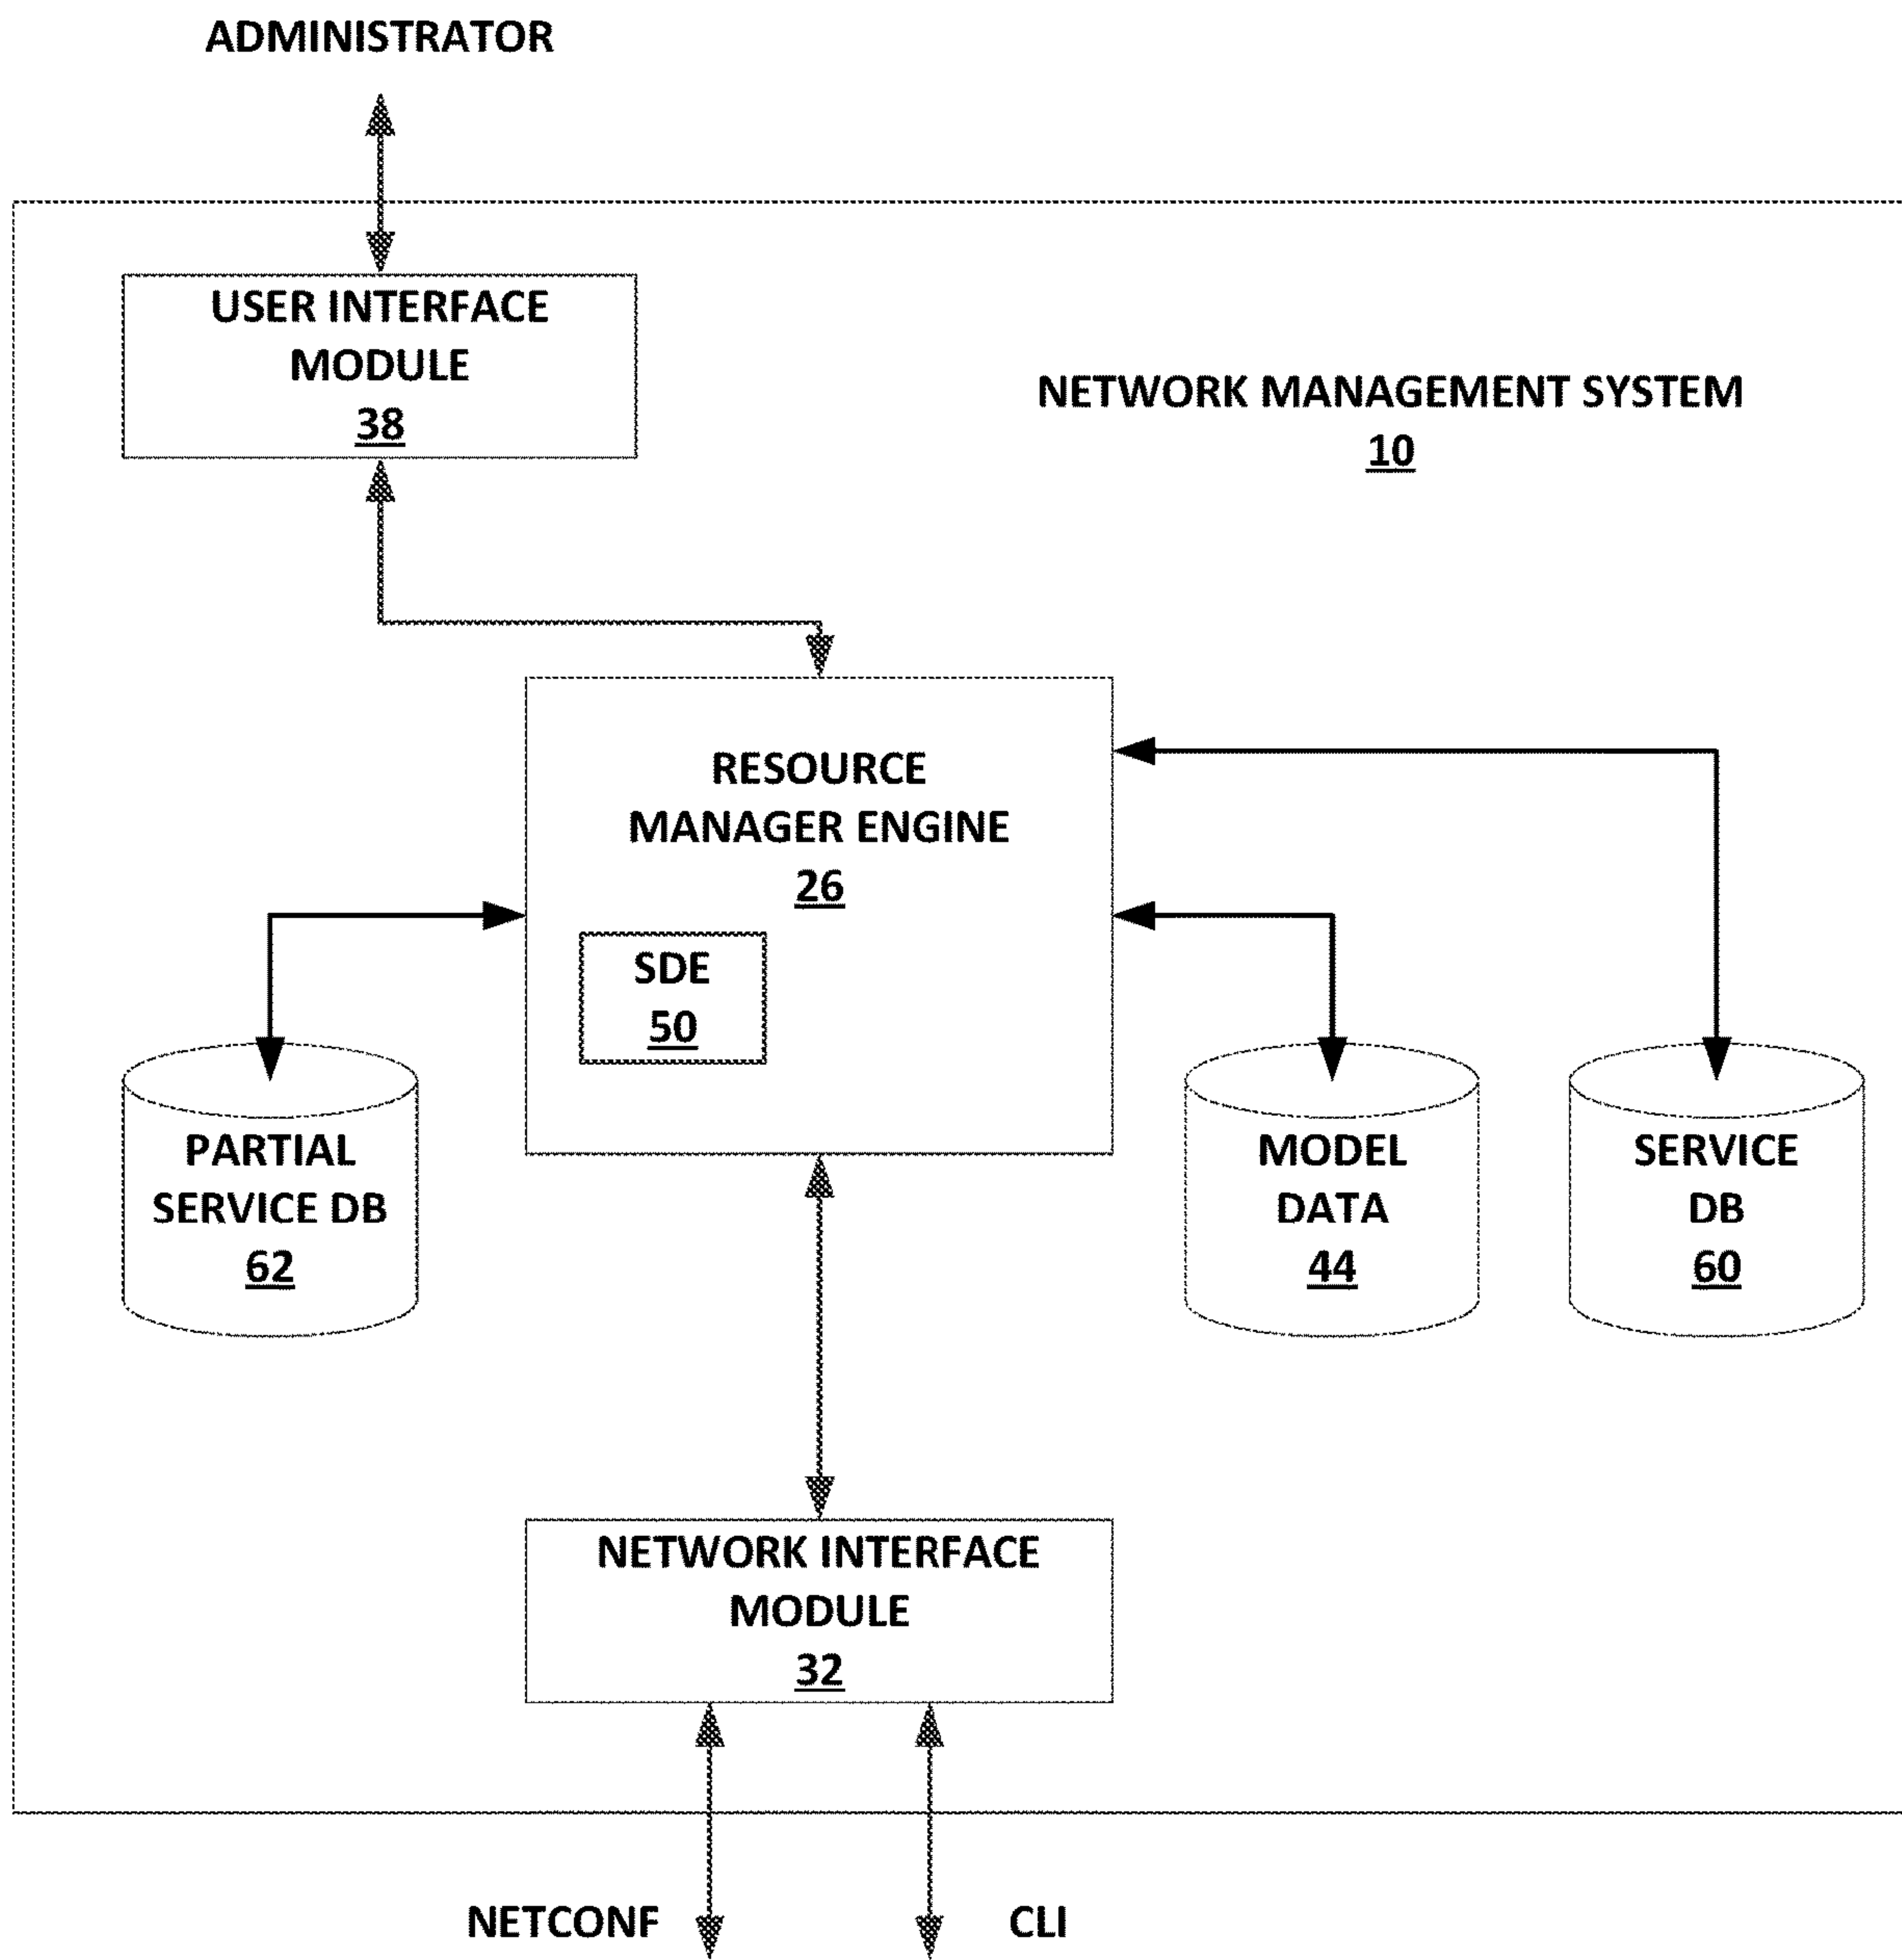 ADMINISTRATOR
USER INTERFACE
MODULE
38
NETWORK MANAGEMENT SYSTEM
10
RESOURCE
MANAGER ENGINE
26
SDE
50
PARTIAL
SERVICE DB
62
MODEL
DATA
44
SERVICE
DB
60
NETWORK INTERFACE
MODULE
32
NETCONF
CLI